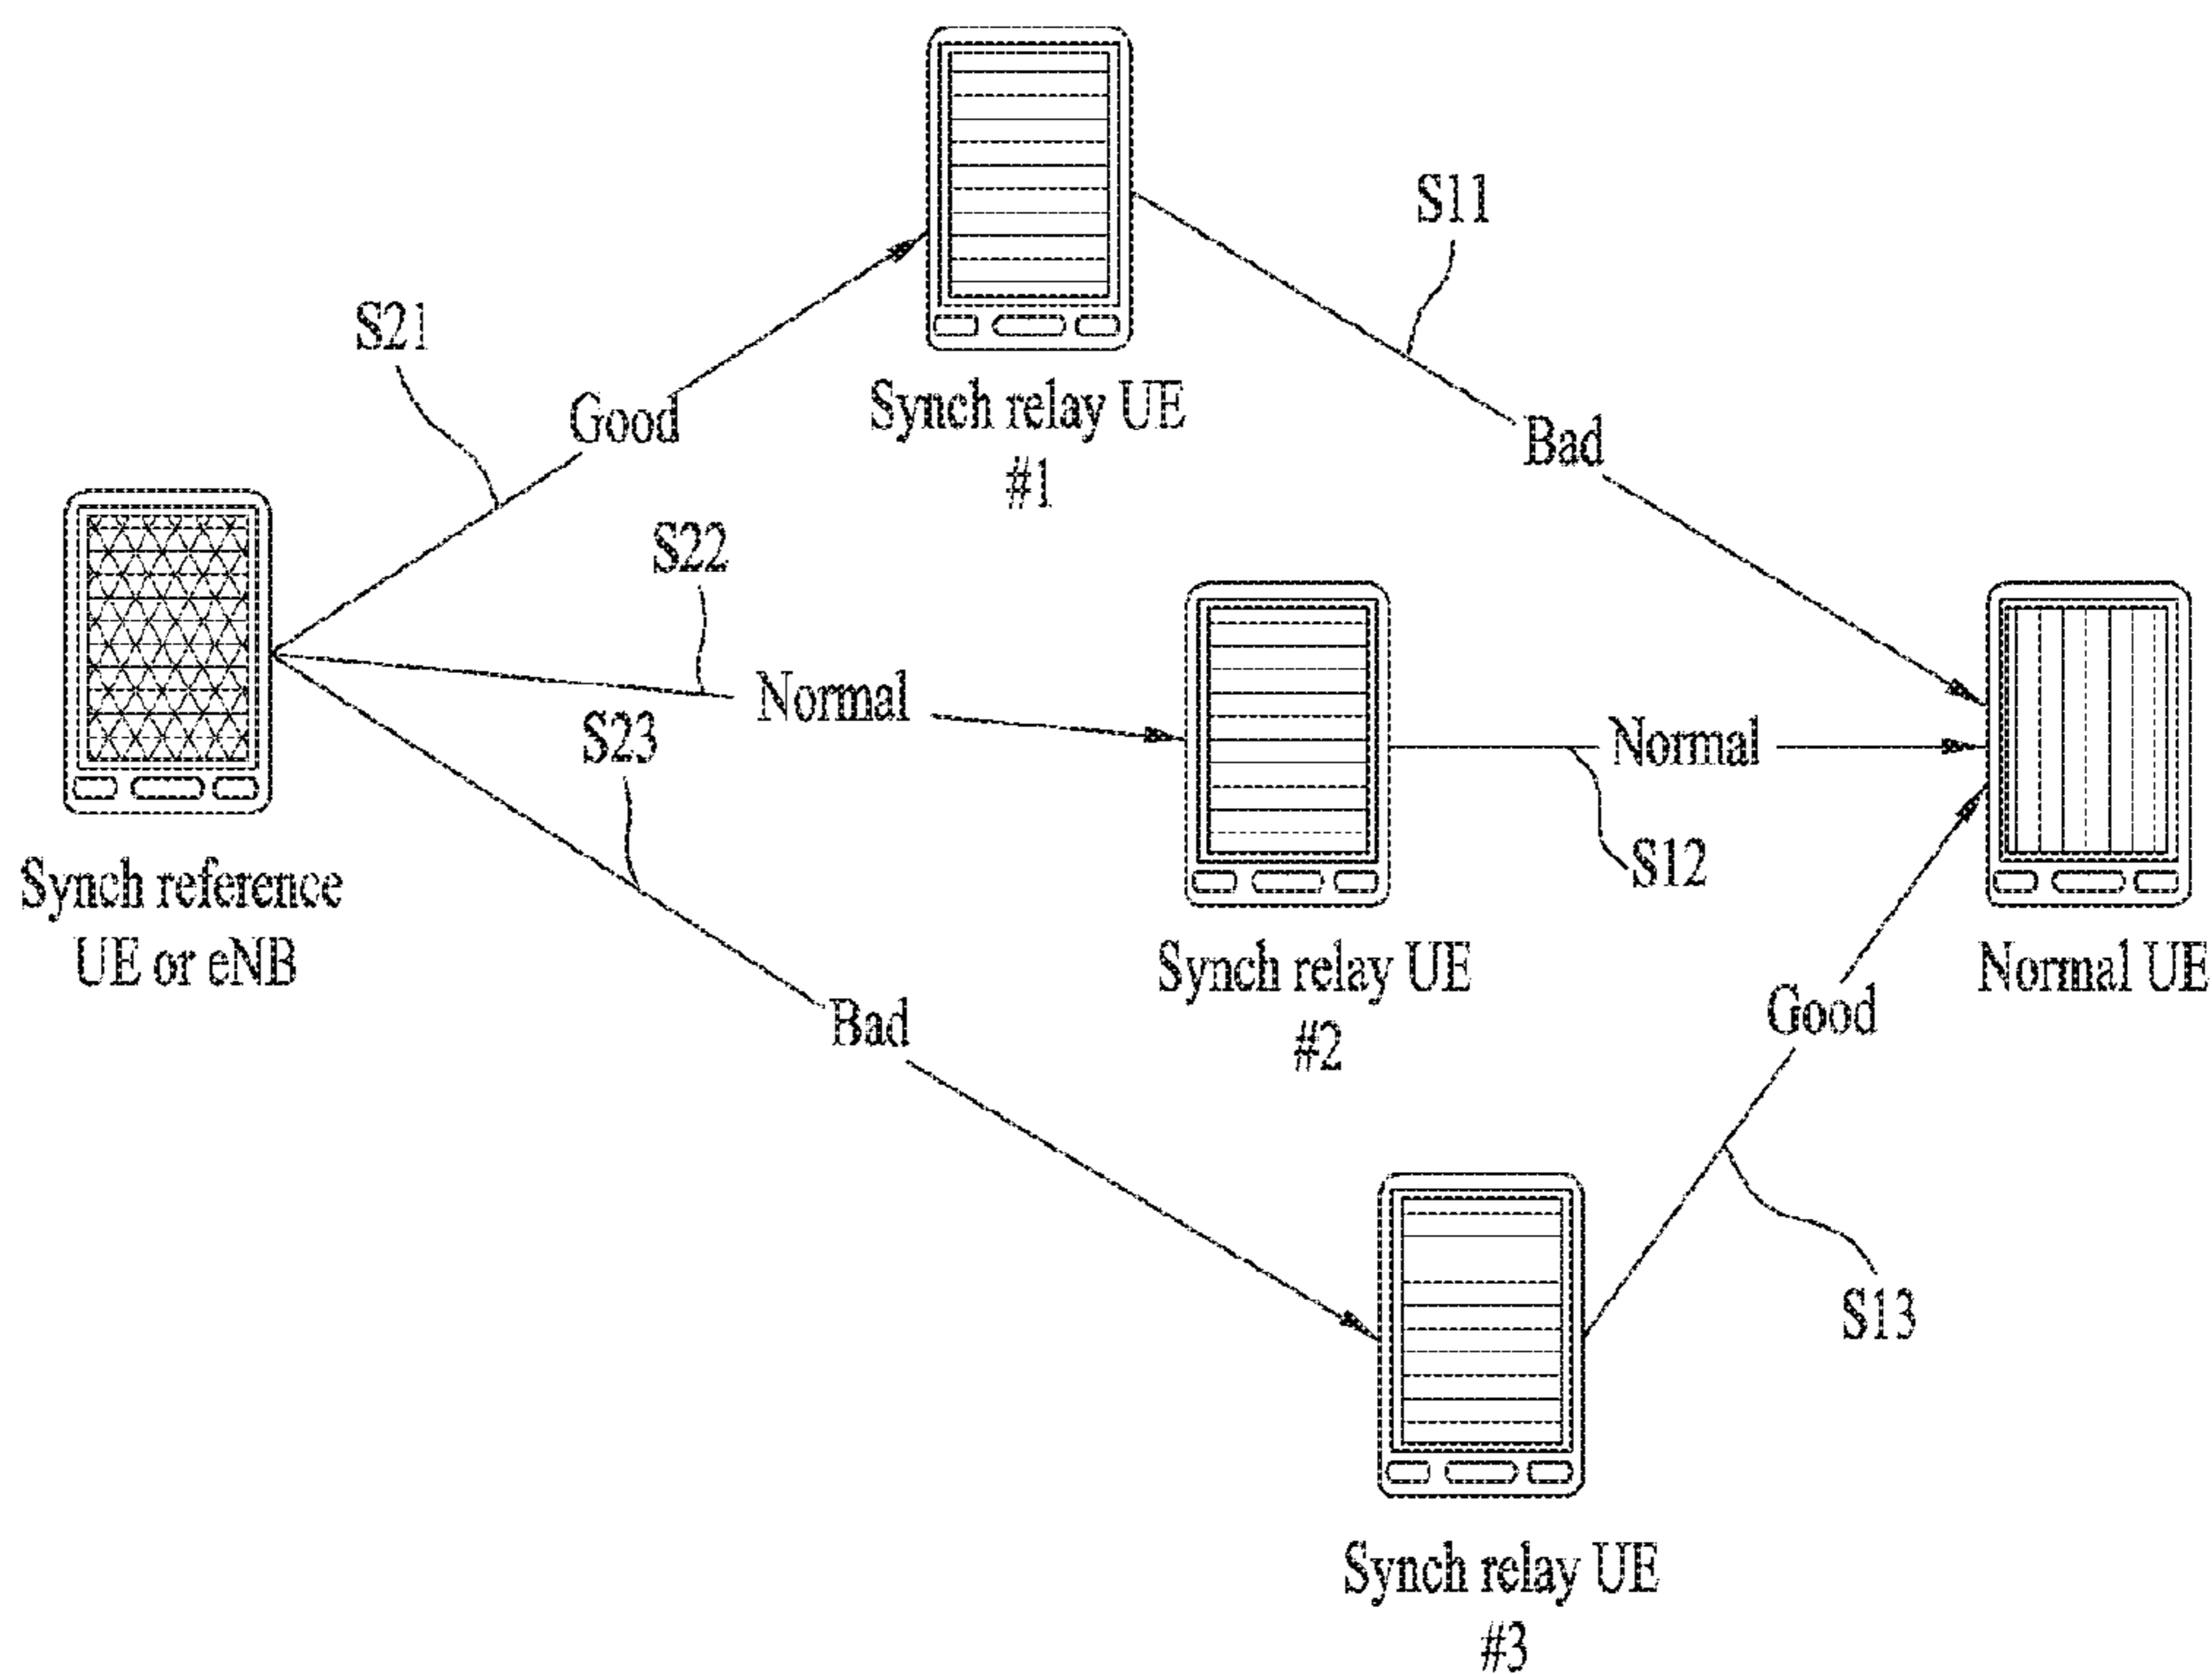 S11
S21
Good
Synch relay UE
#1
Bad
S22
Normal
S23
Normal
S12
Synch reference
UE or eNB
Synch relay UE
#2
Normal UE
Bad
Good
S13
Synch relay UE
#3